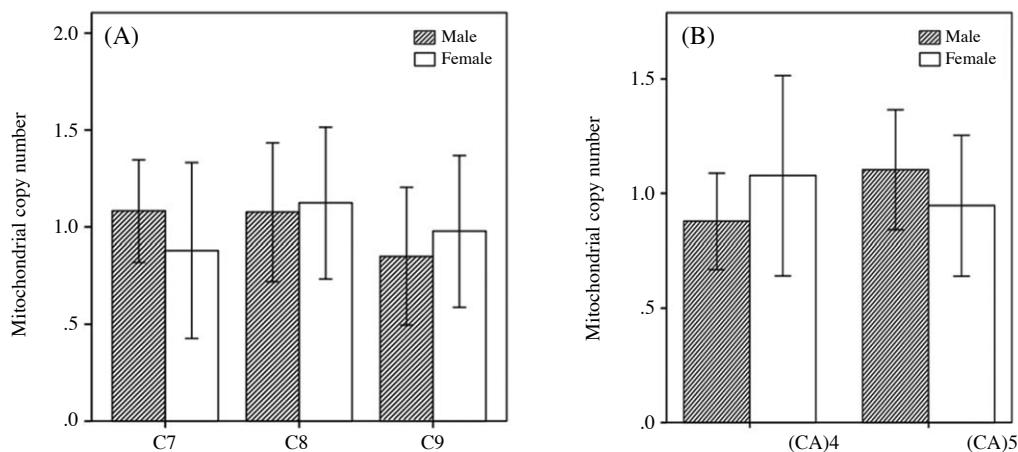 (A)
Male
Female
Mitochondrial copy number
2.0
1.5
1.0
.5
.0
C7 C8 C9
(B)
Male
Female
Mitochondrial copy number
1.5
1.0
.5
.0
(CA)4 (CA)5